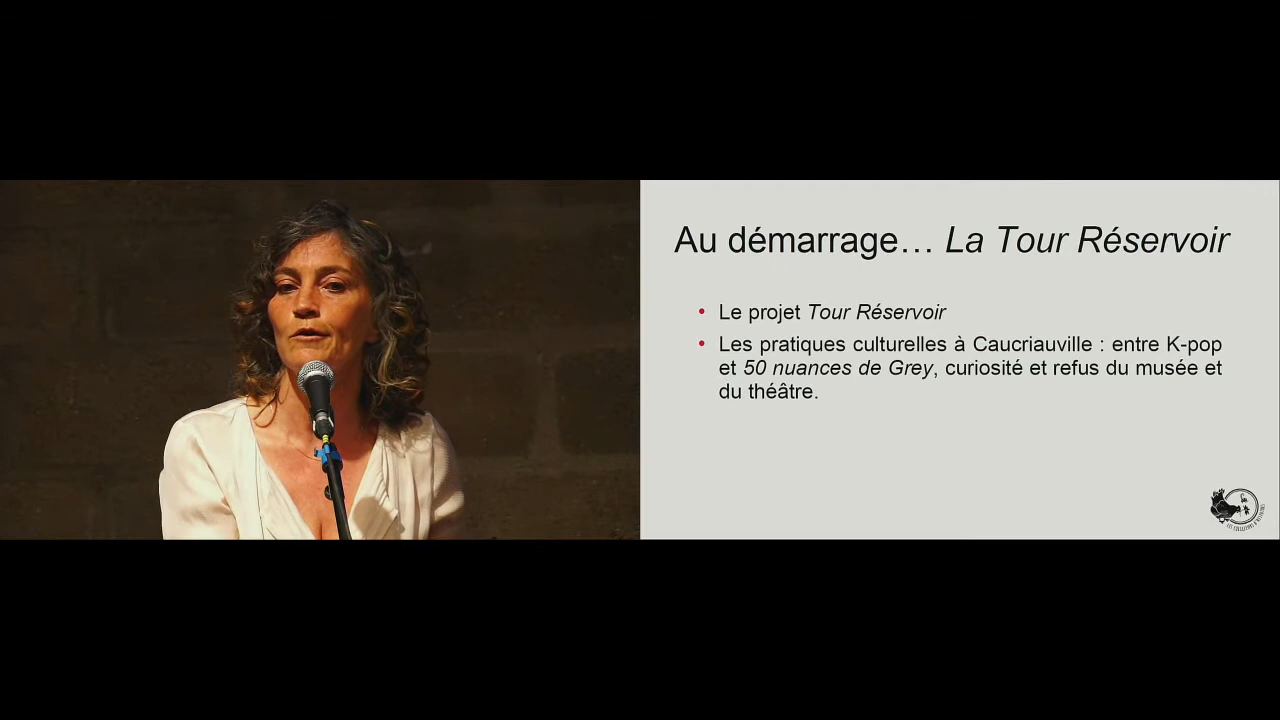 Au démarrage… La Tour Réservoir
• Le projet Tour Réservoir
• Les pratiques culturelles à Caucriauville : entre K-pop
et 50 nuances de Grey, curiosité et refus du musée et
du théâtre.